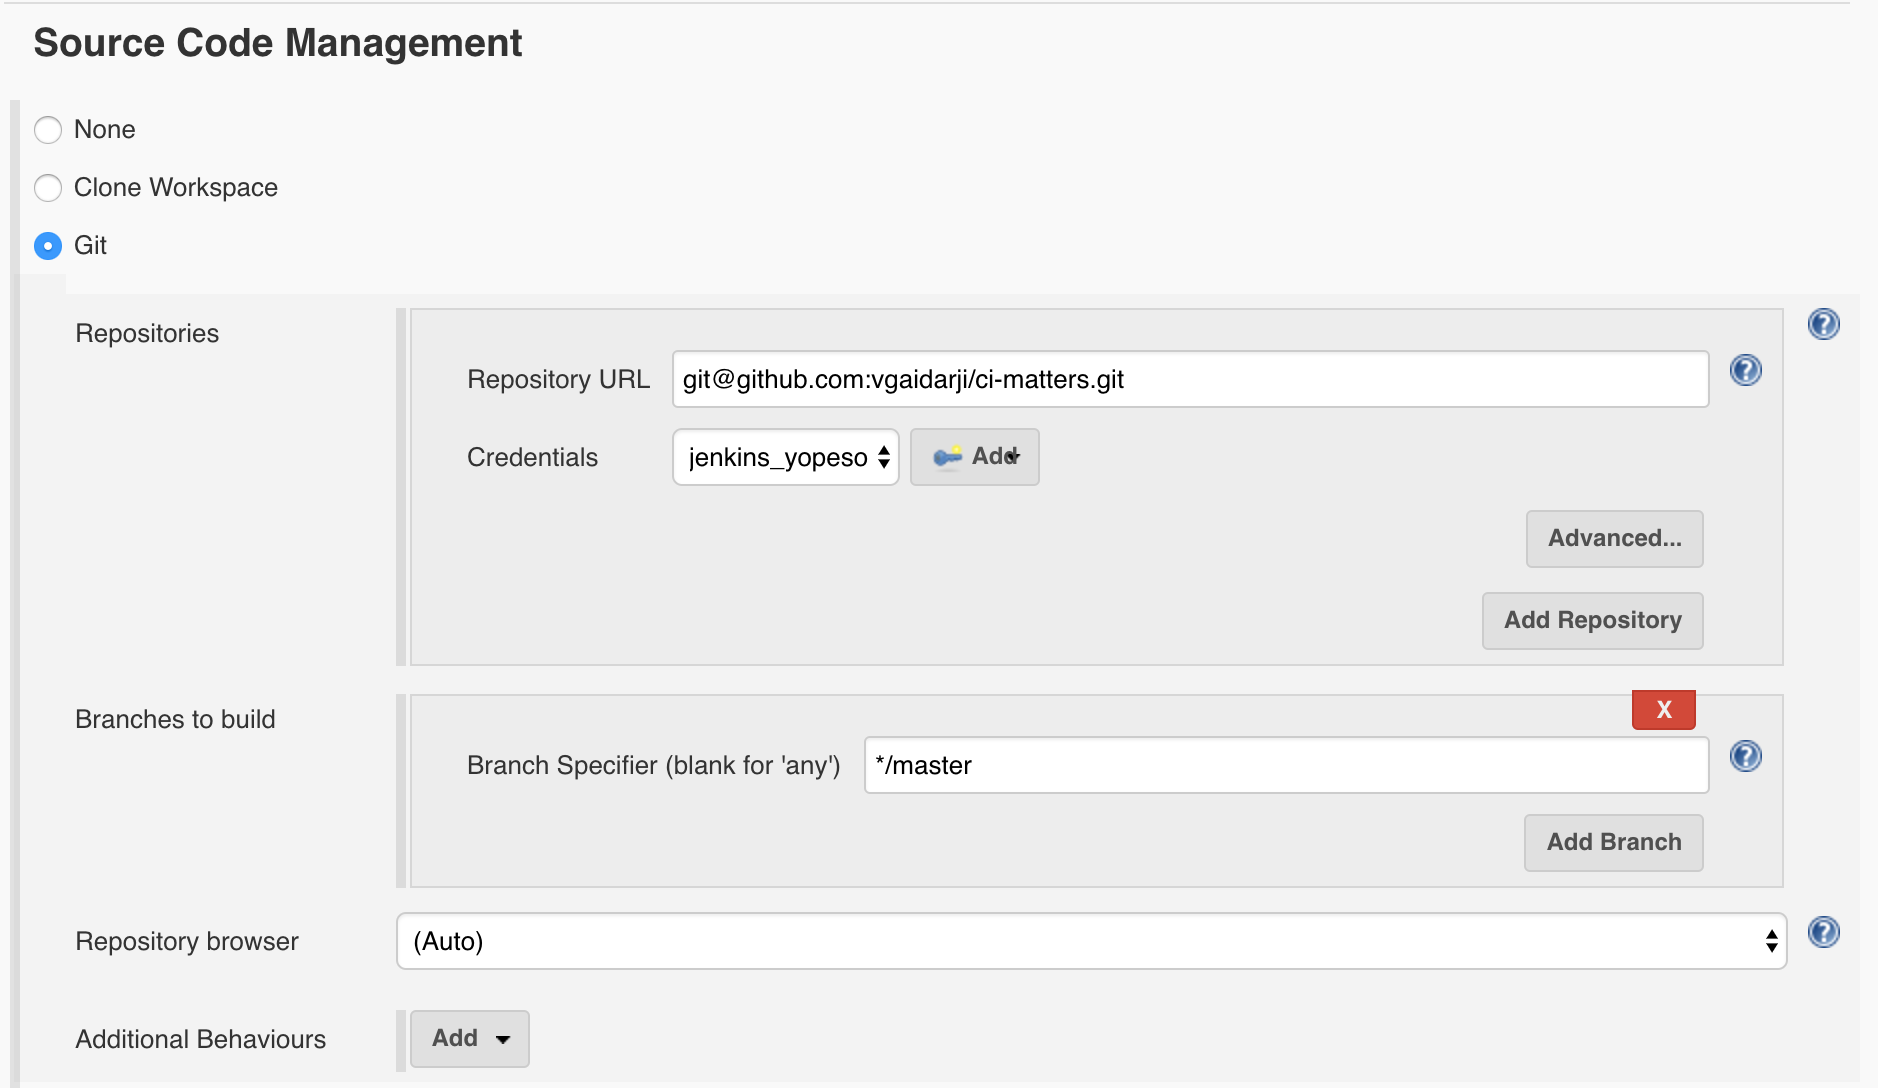 Source Code Management
None
Clone Workspace
Git
Repositories
Repository URL git@github.com:vgaidarji/ci-matters.git
Credentials jenkins_yopeso Add
Advanced...
Add Repository
Branches to build
X
Branch Specifier (blank for 'any') */master
Add Branch
Repository browser (Auto)
Additional Behaviours Add